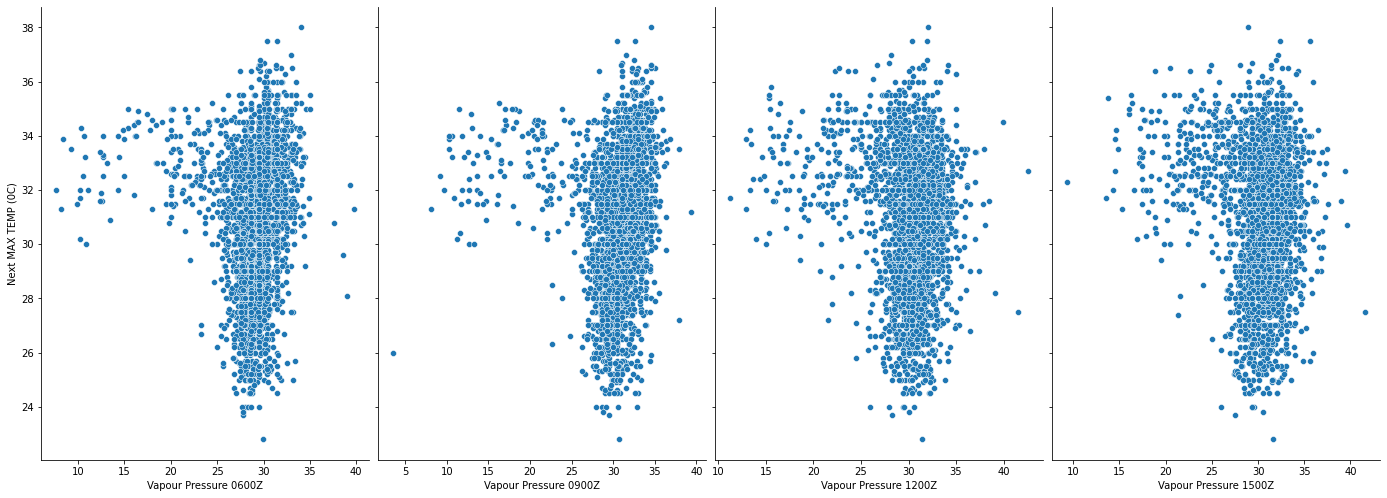 Next MAX TEMP (0C)
38
36
34
32
30
28
26
24
10 15 20 25 30 35 40
5 10 15 20 25 30 35 40
10 15 20 25 30 35 40
10 15 20 25 30 35 40
Vapour Pressure 0600Z
Vapour Pressure 0900Z
Vapour Pressure 1200Z
Vapour Pressure 1500Z